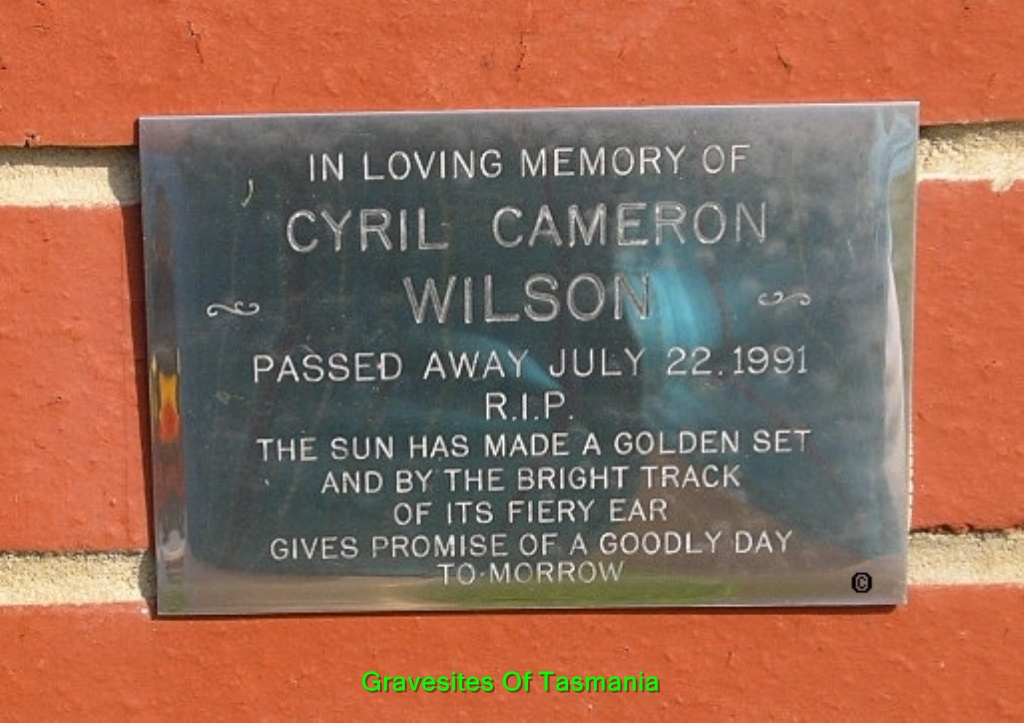 IN LOVING MEMORY OF
CYRIL CAMERON
WILSON
PASSED AWAY JULY 22.1991
R.I.P.
THE SUN HAS MADE A GOLDEN SET
AND BY THE BRIGHT TRACK
OF ITS FIERY EAR
GIVES PROMISE OF A GOODLY DAY
TO-MORROW
©
Gravesites Of Tasmania